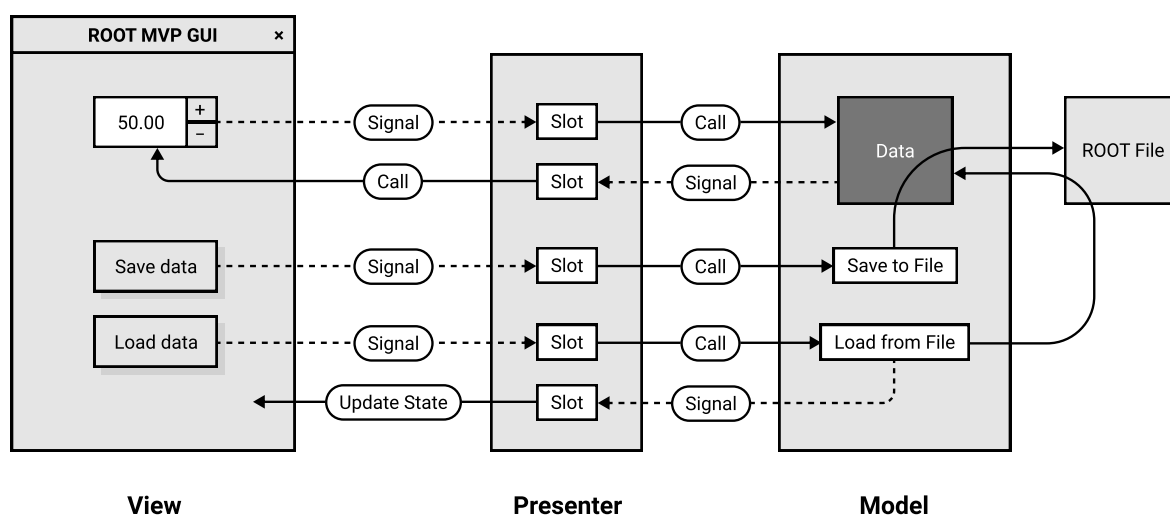 ROOT MVP GUI ×
50.00 + −
Signal Slot Call Data ROOT File
Call Slot Signal
Save data Signal Slot Call Save to File
Load data Signal Slot Call Load from File
Update State Slot Signal
View Presenter Model